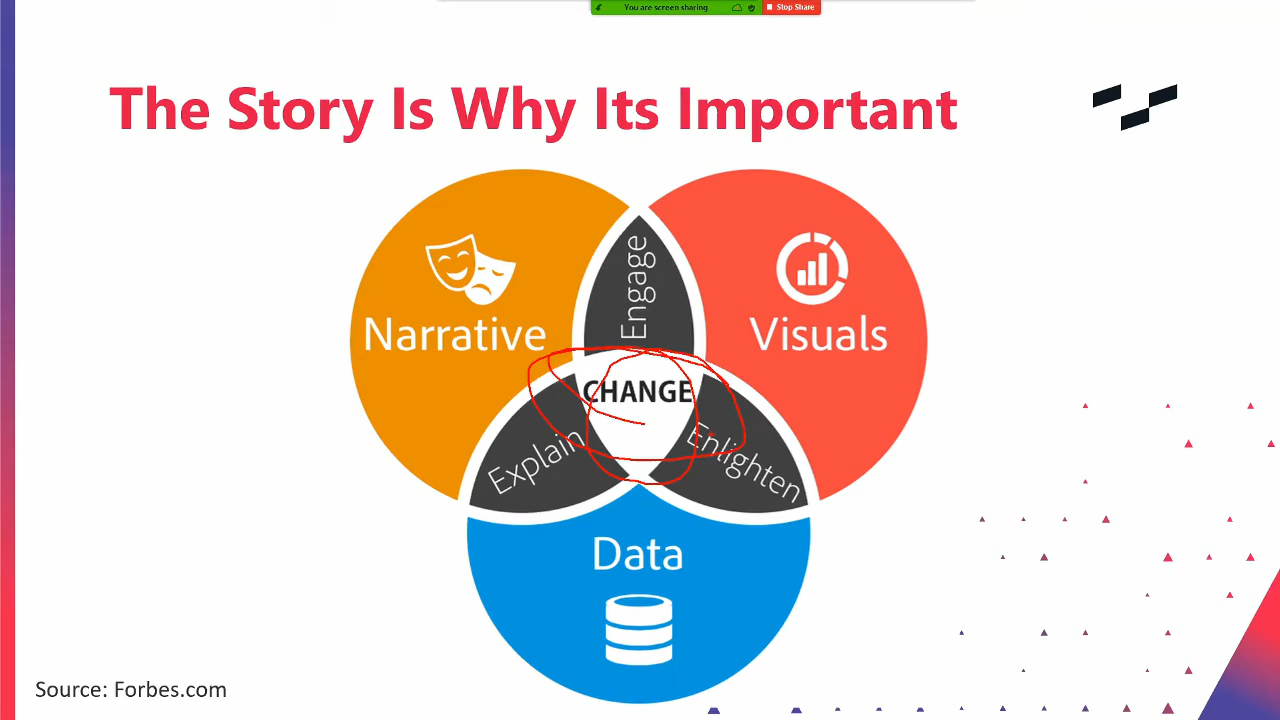 You are screen sharing
Stop Share
The Story Is Why Its Important
Engage
Narrative
Visuals
CHANGE
Explain
Enlighten
Data
Source: Forbes.com